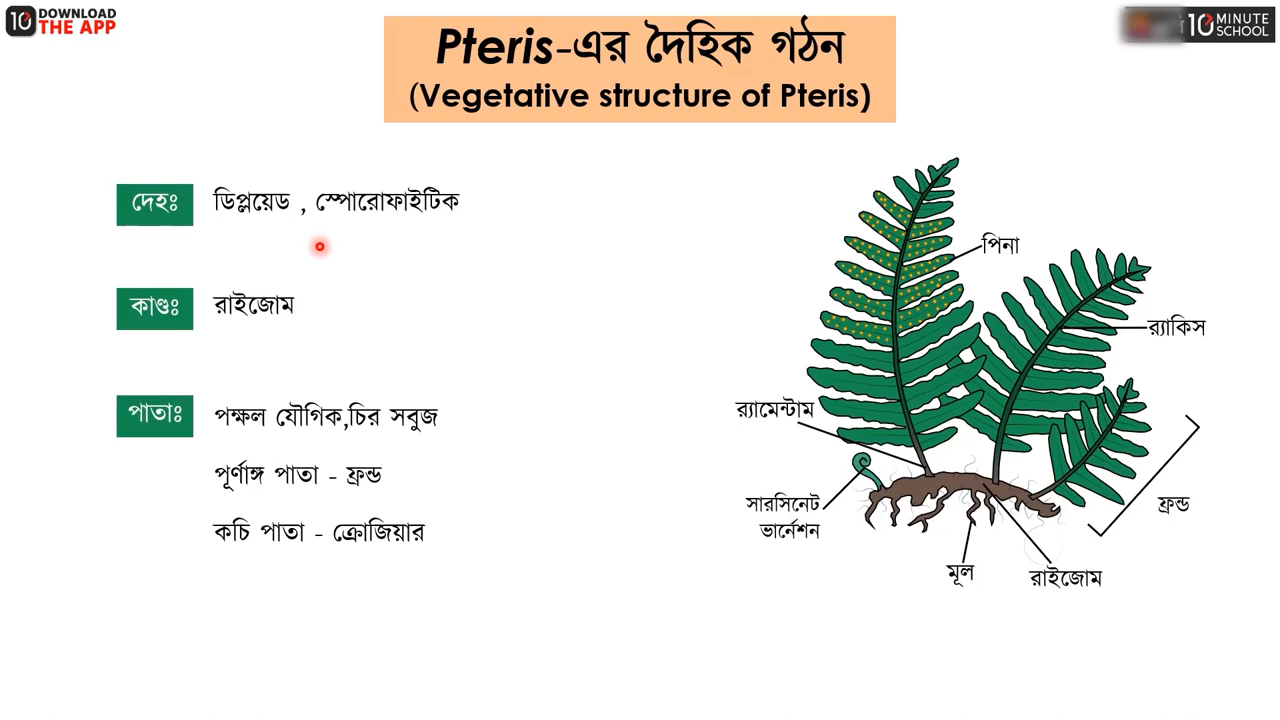 10 DOWNLOAD
THE APP
10 MINUTE
SCHOOL
Pteris-এর দৈহিক গঠন
(Vegetative structure of Pteris)
দেহঃ ডিপ্লয়েড , স্পোরোফাইটিক
কাণ্ডঃ রাইজোম
পাতাঃ পক্ষল যৌগিক,চির সবুজ
পূর্ণাঙ্গ পাতা - ফ্রন্ড
কচি পাতা - ক্রোজিয়ার
পিনা
র‍্যাকিস
র‍্যামেন্টাম
সারসিনেট
ভার্নেশন
ফ্রন্ড
মূল
রাইজোম